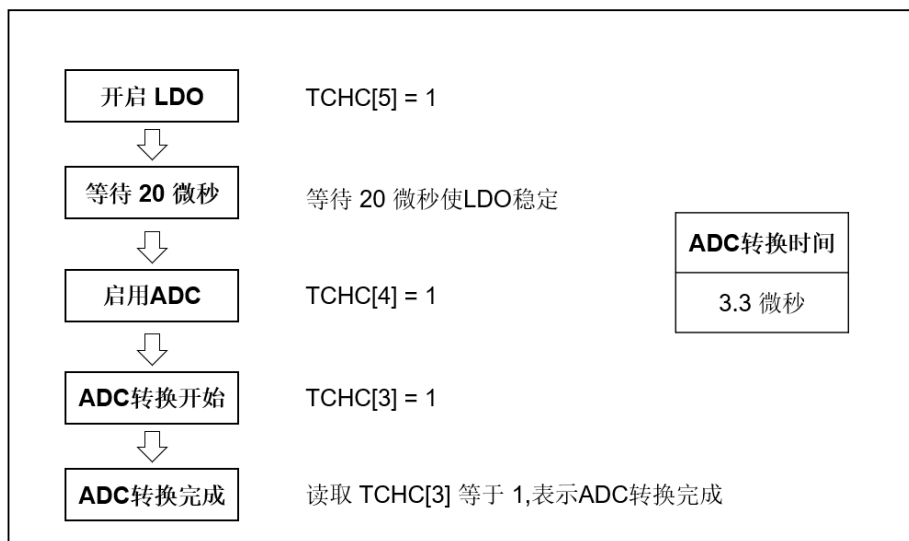 开启 LDO
TCHC[5] = 1
等待 20 微秒
等待 20 微秒使LDO稳定
ADC转换时间
启用ADC
TCHC[4] = 1
3.3 微秒
ADC转换开始
TCHC[3] = 1
ADC转换完成
读取 TCHC[3] 等于 1,表示ADC转换完成